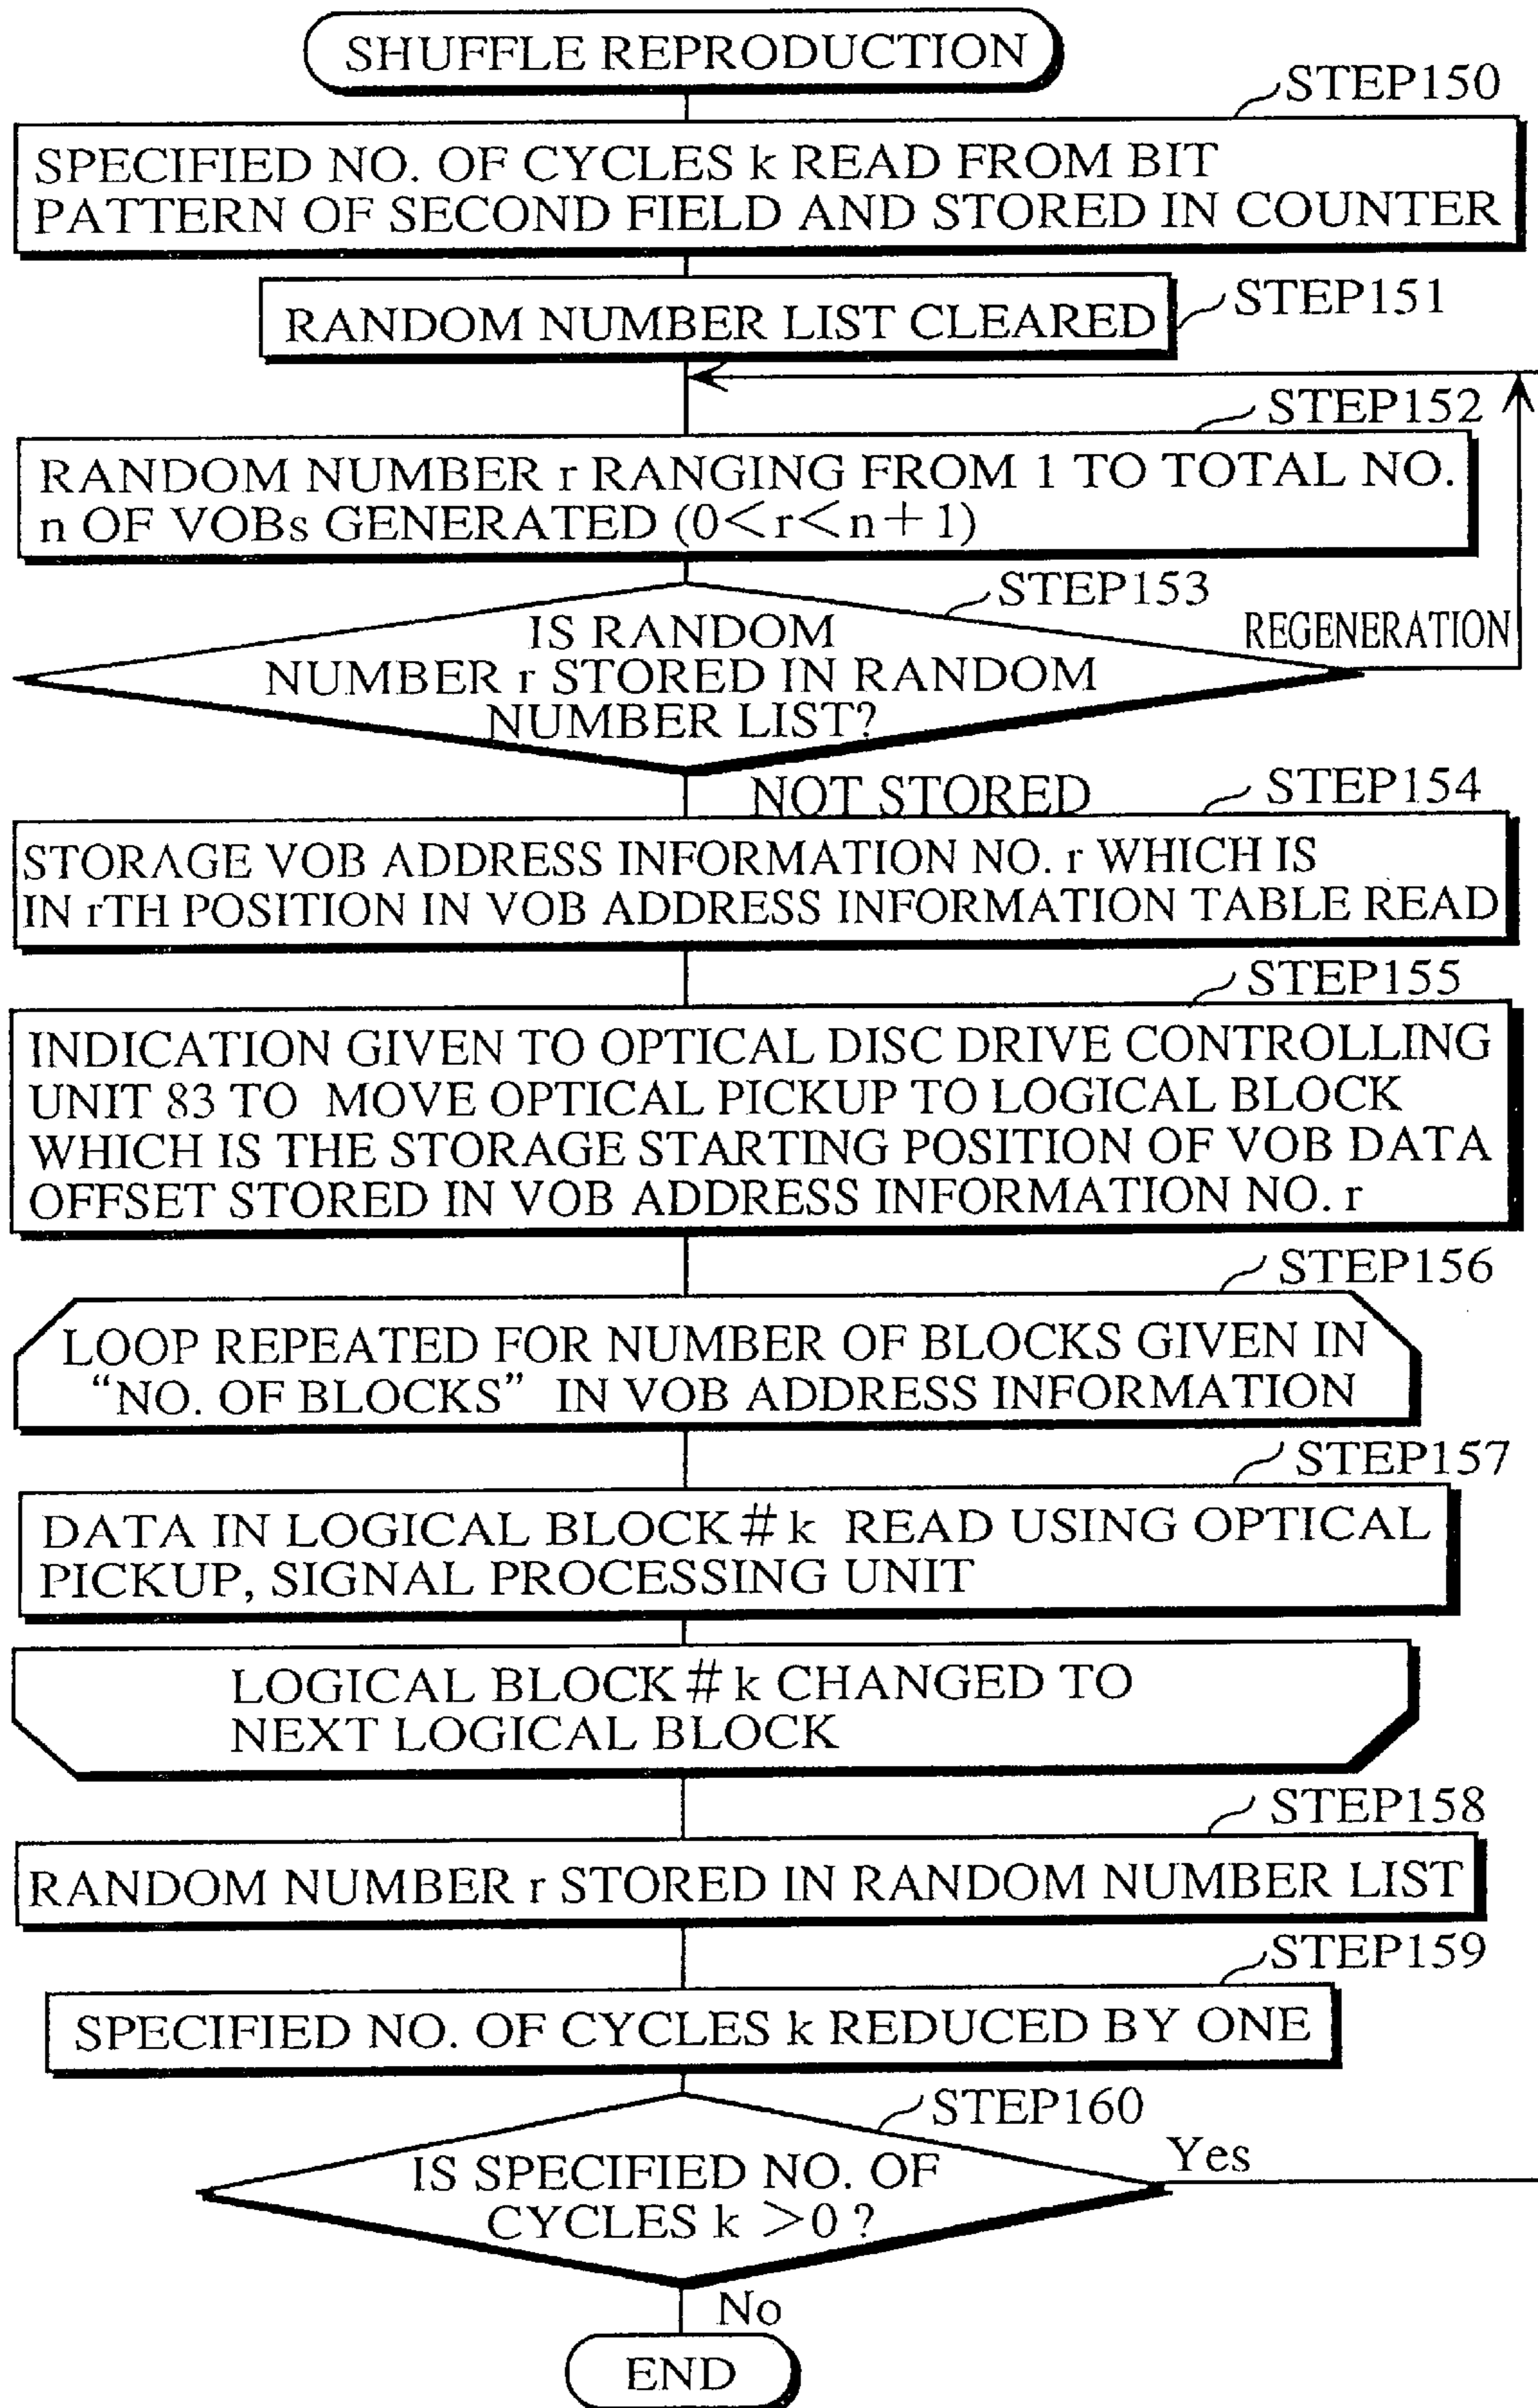 SHUFFLE REPRODUCTION
STEP150
SPECIFIED NO. OF CYCLES k READ FROM BIT
PATTERN OF SECOND FIELD AND STORED IN COUNTER
STEP151
RANDOM NUMBER LIST CLEARED
STEP152
RANDOM NUMBER r RANGING FROM 1 TO TOTAL NO.
n OF VOBs GENERATED (0<r<n+1)
STEP153
IS RANDOM
REGENERATION
NUMBER r STORED IN RANDOM
NUMBER LIST?
NOT STORED
STEP154
STORAGE VOB ADDRESS INFORMATION NO. r WHICH IS
IN rTH POSITION IN VOB ADDRESS INFORMATION TABLE READ
STEP155
INDICATION GIVEN TO OPTICAL DISC DRIVE CONTROLLING
UNIT 83 TO MOVE OPTICAL PICKUP TO LOGICAL BLOCK
WHICH IS THE STORAGE STARTING POSITION OF VOB DATA
OFFSET STORED IN VOB ADDRESS INFORMATION NO. r
STEP156
LOOP REPEATED FOR NUMBER OF BLOCKS GIVEN IN
“NO. OF BLOCKS” IN VOB ADDRESS INFORMATION
STEP157
DATA IN LOGICAL BLOCK # k READ USING OPTICAL
PICKUP, SIGNAL PROCESSING UNIT
LOGICAL BLOCK # k CHANGED TO
NEXT LOGICAL BLOCK
STEP158
RANDOM NUMBER r STORED IN RANDOM NUMBER LIST
STEP159
SPECIFIED NO. OF CYCLES k REDUCED BY ONE
STEP160
IS SPECIFIED NO. OF
CYCLES k >0 ?
Yes
No
END